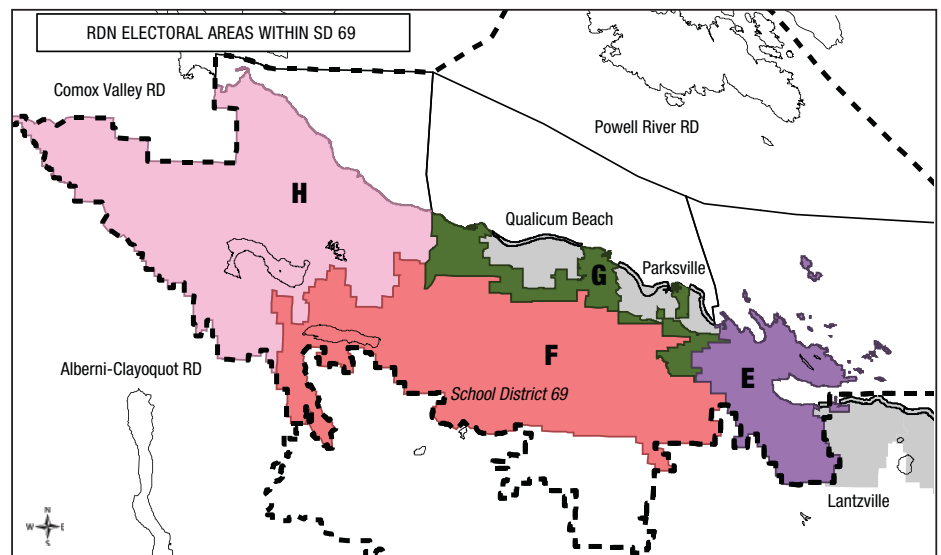 RDN ELECTORAL AREAS WITHIN SD 69
Comox Valley RD
Powell River RD
H
Qualicum Beach
G
Parksville
F
E
Alberni-Clayoquot RD
School District 69
Lantzville
N
W E
S